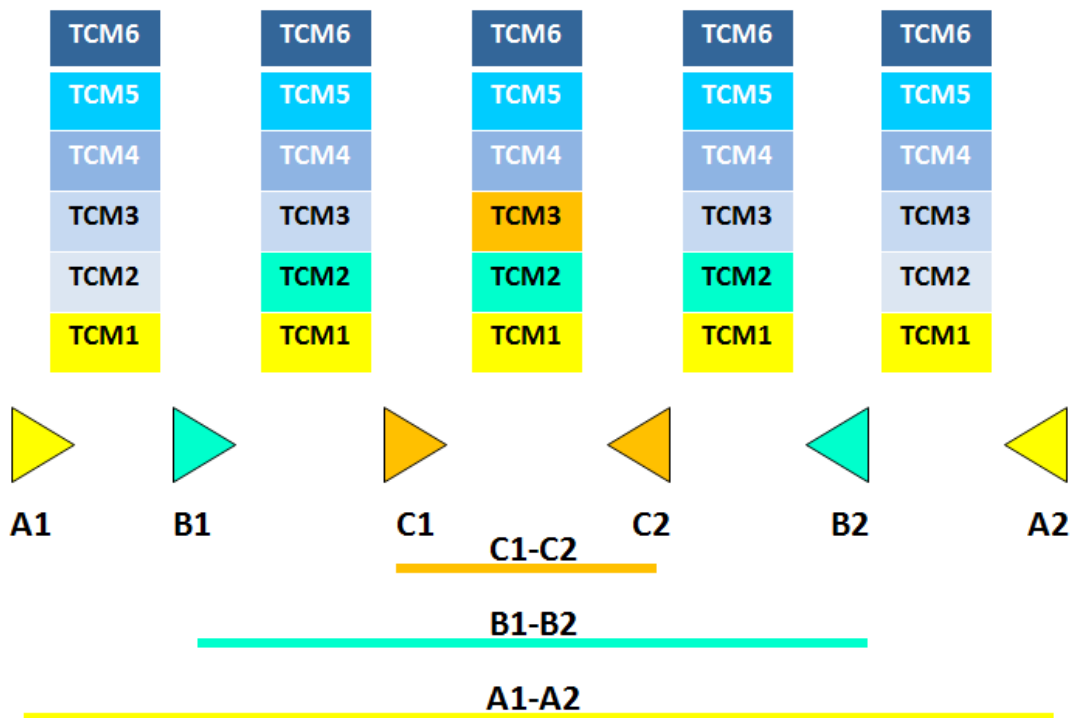 TCM6 TCM6 TCM6 TCM6 TCM6
TCM5 TCM5 TCM5 TCM5 TCM5
TCM4 TCM4 TCM4 TCM4 TCM4
TCM3 TCM3 TCM3 TCM3 TCM3
TCM2 TCM2 TCM2 TCM2 TCM2
TCM1 TCM1 TCM1 TCM1 TCM1
A1 B1 C1 C2 B2 A2
C1-C2
B1-B2
A1-A2